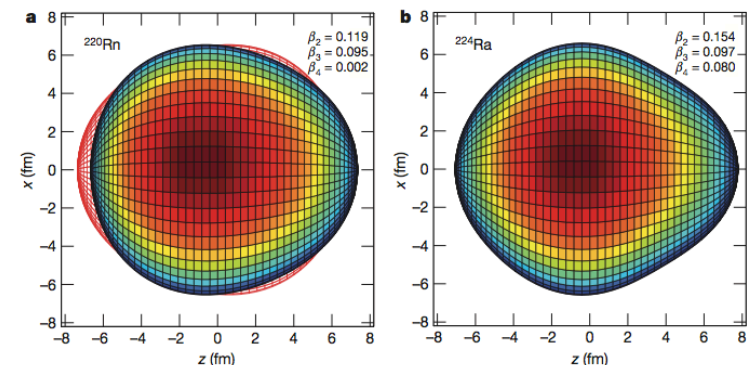 a
²²⁰Rn
β₂ = 0.119
β₃ = 0.095
β₄ = 0.002
8
6
4
2
0
−2
−4
−6
−8
x (fm)
−8 −6 −4 −2 0 2 4 6 8
z (fm)
b
²²⁴Ra
β₂ = 0.154
β₃ = 0.097
β₄ = 0.080
8
6
4
2
0
−2
−4
−6
−8
x (fm)
−8 −6 −4 −2 0 2 4 6 8
z (fm)